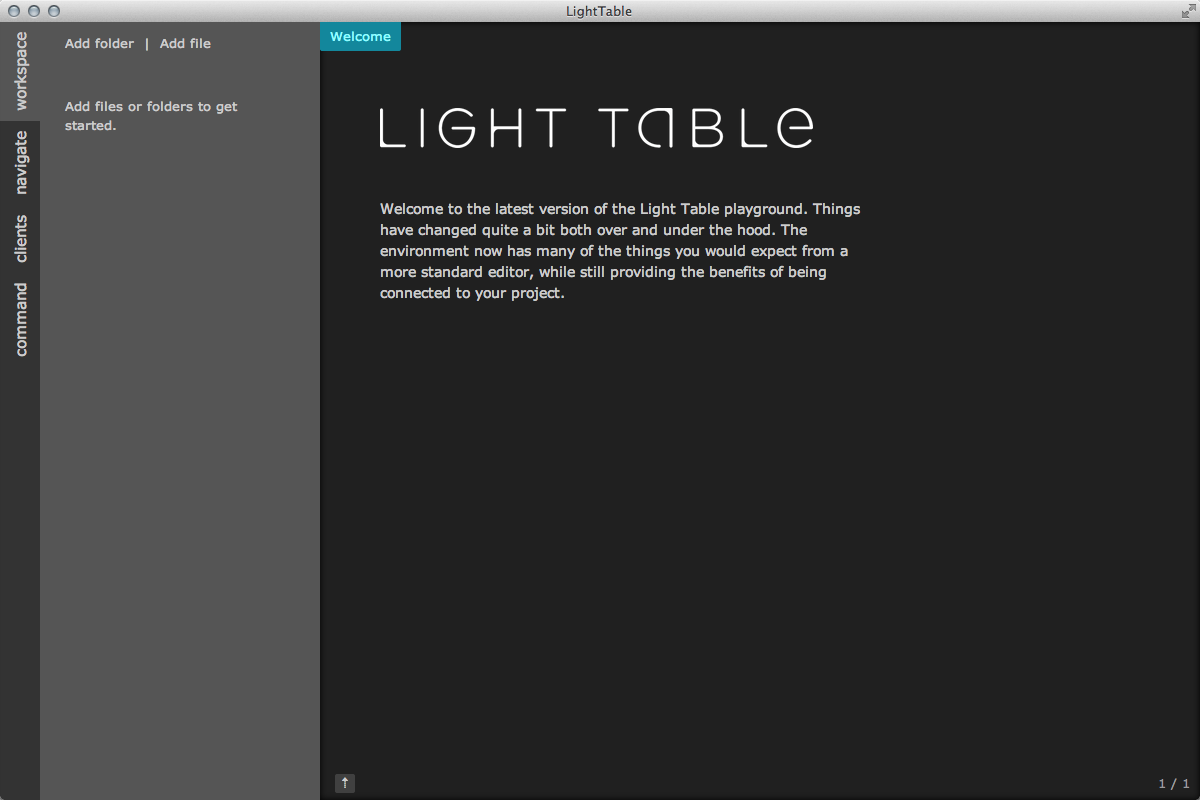 LightTable
workspace
navigate
clients
command
Add folder | Add file
Add files or folders to get
started.
Welcome
LIGHT TABLe
Welcome to the latest version of the Light Table playground. Things
have changed quite a bit both over and under the hood. The
environment now has many of the things you would expect from a
more standard editor, while still providing the benefits of being
connected to your project.
↑
1 / 1